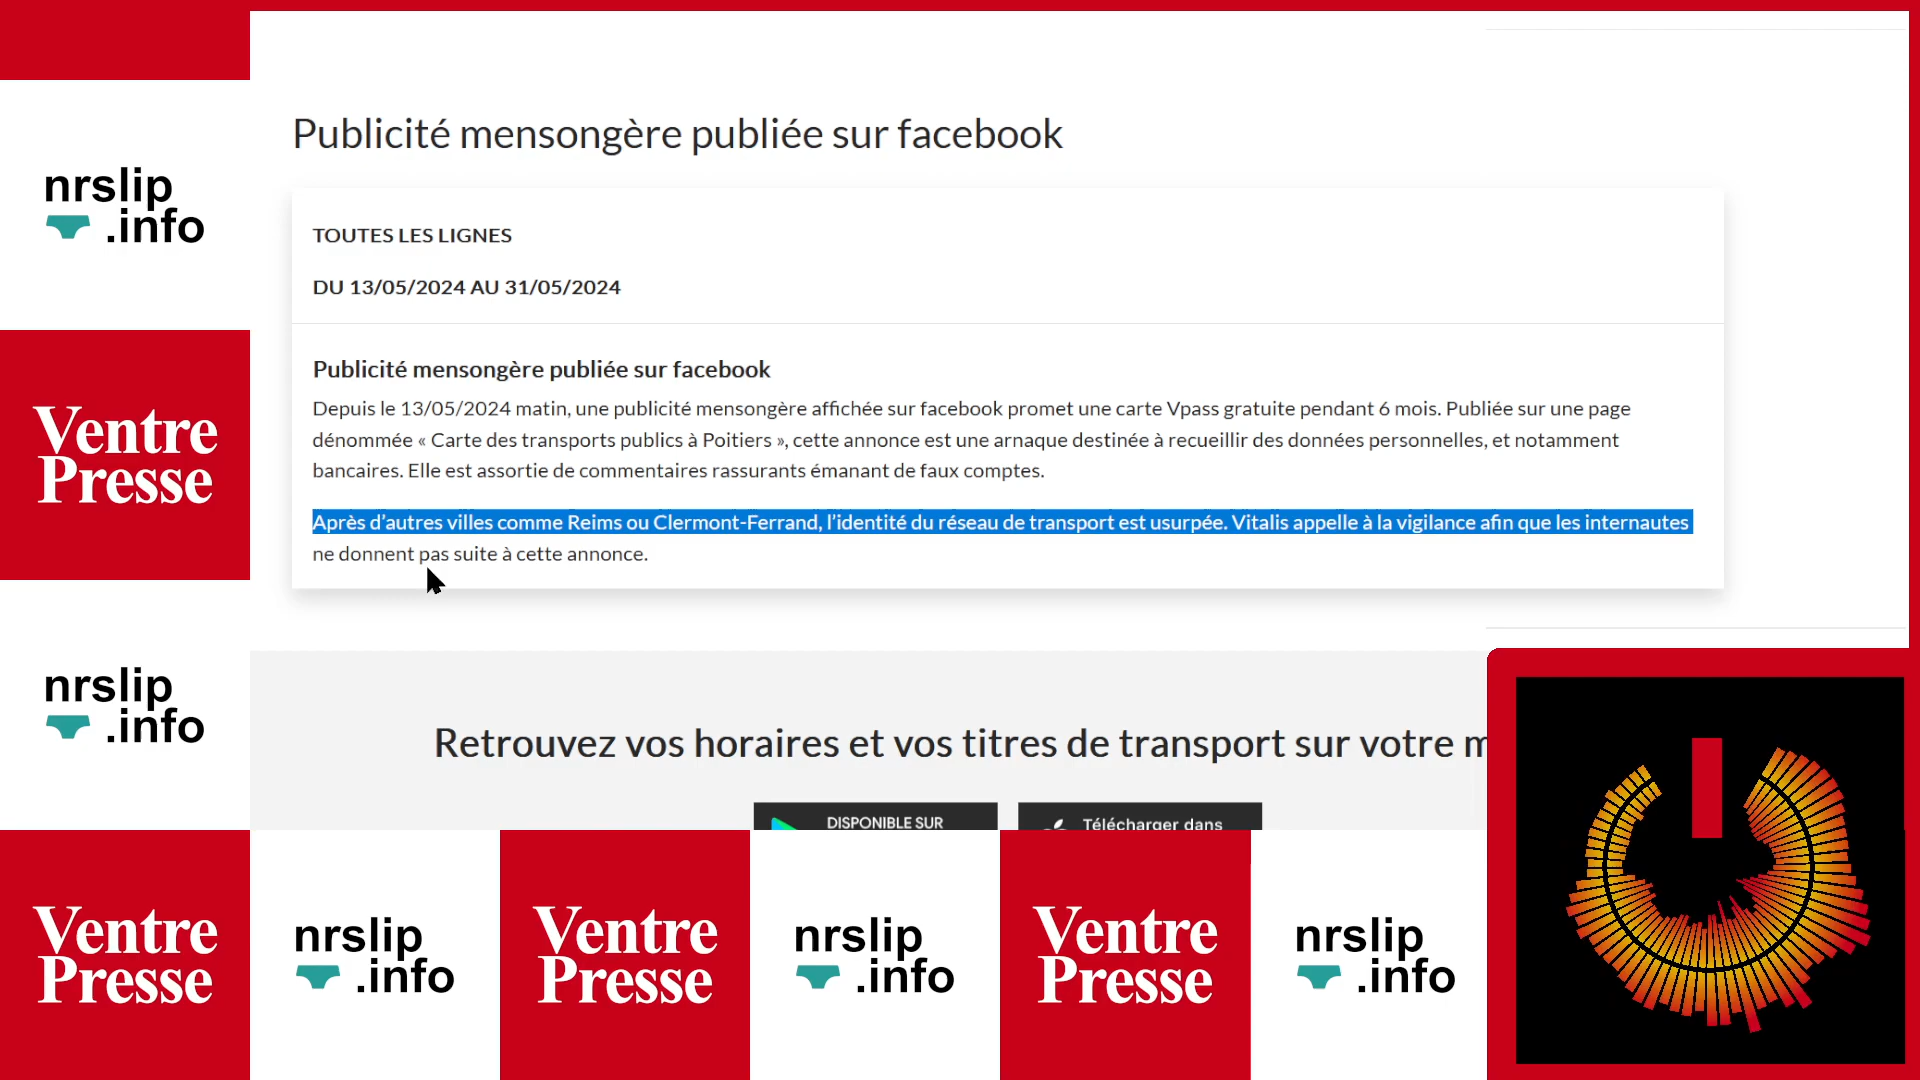 Publicité mensongère publiée sur facebook
TOUTES LES LIGNES
DU 13/05/2024 AU 31/05/2024
Publicité mensongère publiée sur facebook
Depuis le 13/05/2024 matin, une publicité mensongère affichée sur facebook promet une carte Vpass gratuite pendant 6 mois. Publiée sur une page
dénommée « Carte des transports publics à Poitiers », cette annonce est une arnaque destinée à recueillir des données personnelles, et notamment
bancaires. Elle est assortie de commentaires rassurants émanant de faux comptes.
Après d’autres villes comme Reims ou Clermont-Ferrand, l’identité du réseau de transport est usurpée. Vitalis appelle à la vigilance afin que les internautes
ne donnent pas suite à cette annonce.
Retrouvez vos horaires et vos titres de transport sur votre
DISPONIBLE SUR
Télécharger dans
nrslip
.info
Ventre
Presse
nrslip
.info
Ventre
Presse
nrslip
.info
Ventre
Presse
nrslip
.info
Ventre
Presse
nrslip
.info